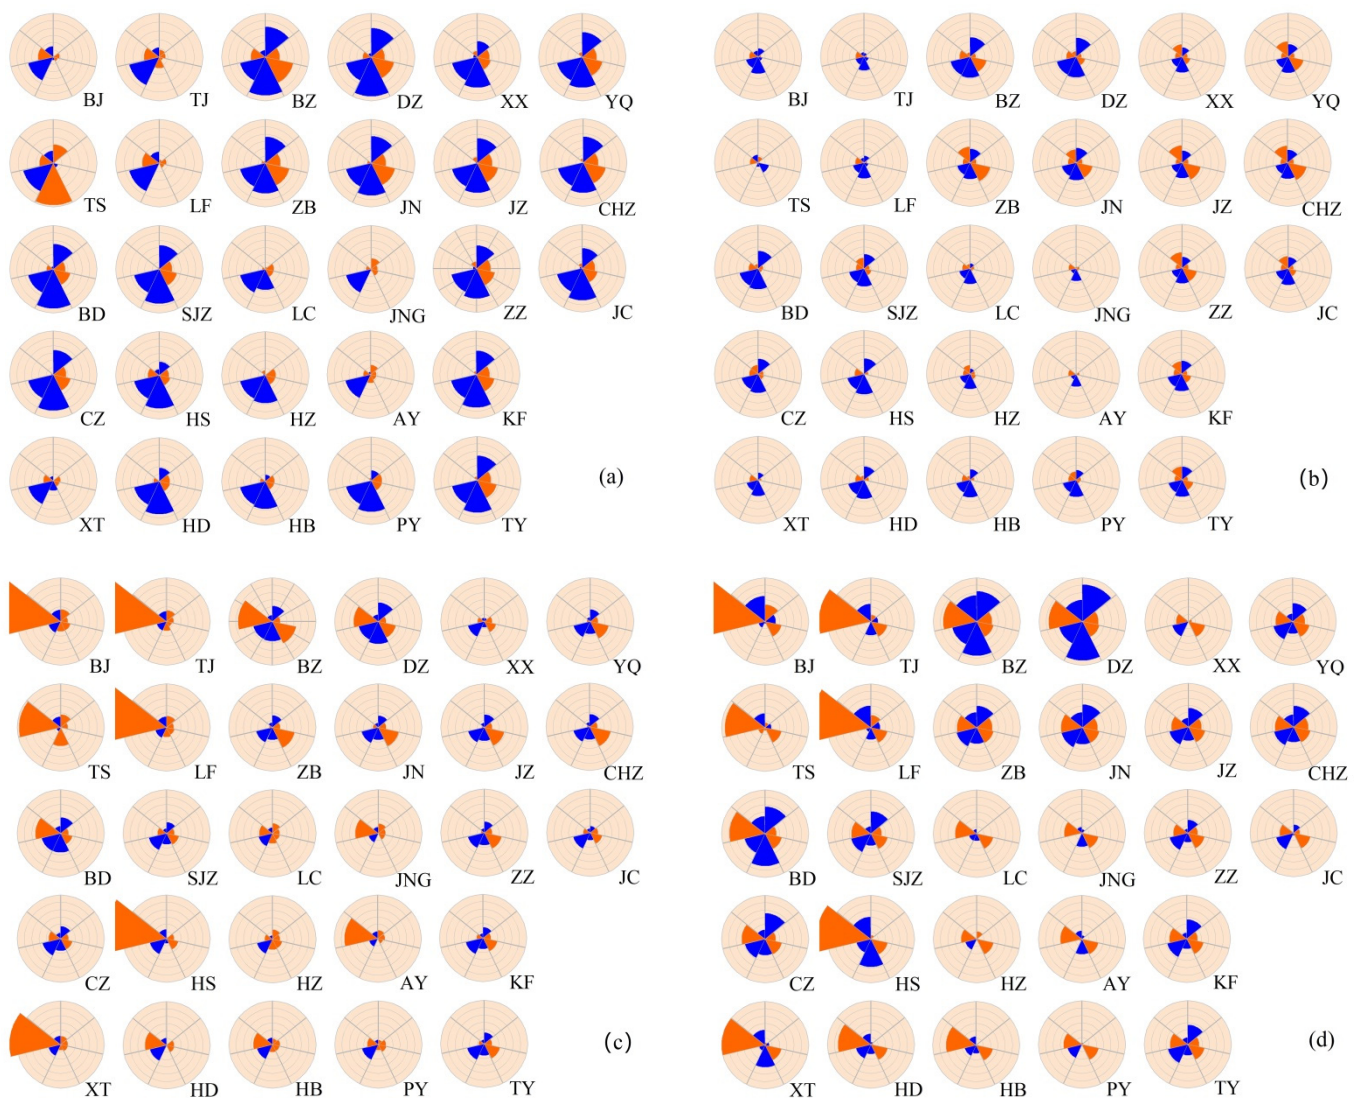 BJ TJ BZ DZ XX YQ
TS LF ZB JN JZ CHZ
BD SJZ LC JNG ZZ JC
CZ HS HZ AY KF
(a)
XT HD HB PY TY
BJ TJ BZ DZ XX YQ
TS LF ZB JN JZ CHZ
BD SJZ LC JNG ZZ JC
CZ HS HZ AY KF
(b)
XT HD HB PY TY
BJ TJ BZ DZ XX YQ
TS LF ZB JN JZ CHZ
BD SJZ LC JNG ZZ JC
CZ HS HZ AY KF
(c)
XT HD HB PY TY
BJ TJ BZ DZ XX YQ
TS LF ZB JN JZ CHZ
BD SJZ LC JNG ZZ JC
CZ HS HZ AY KF
(d)
XT HD HB PY TY